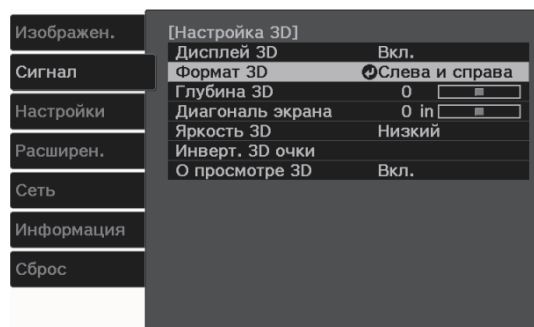 Изображен.
Сигнал
Настройки
Расширен.
Сеть
Информация
Сброс
[Настройка 3D]
Дисплей 3D Вкл.
Формат 3D Слева и справа
Глубина 3D 0
Диагональ экрана 0 in
Яркость 3D Низкий
Инверт. 3D очки
О просмотре 3D Вкл.